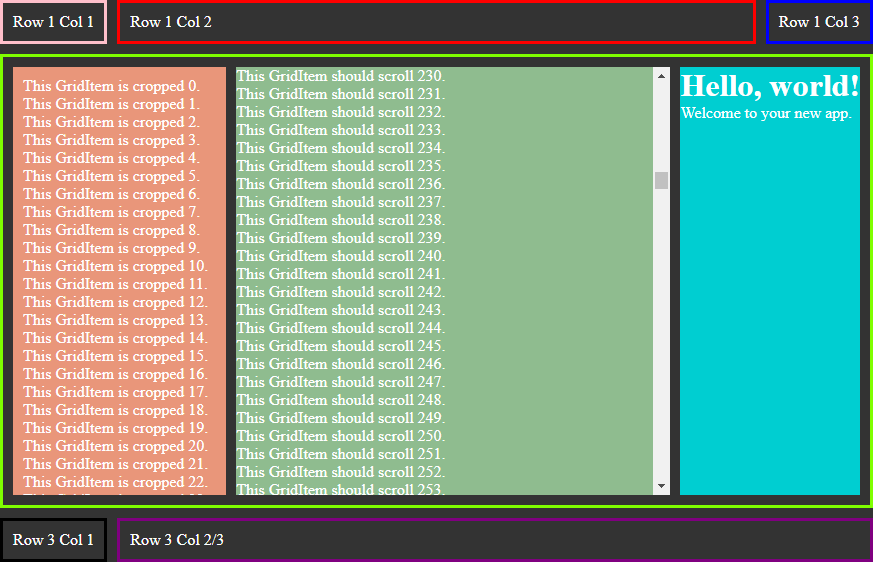 Row 1 Col 1
Row 1 Col 2
Row 1 Col 3
This GridItem is cropped 0.
This GridItem is cropped 1.
This GridItem is cropped 2.
This GridItem is cropped 3.
This GridItem is cropped 4.
This GridItem is cropped 5.
This GridItem is cropped 6.
This GridItem is cropped 7.
This GridItem is cropped 8.
This GridItem is cropped 9.
This GridItem is cropped 10.
This GridItem is cropped 11.
This GridItem is cropped 12.
This GridItem is cropped 13.
This GridItem is cropped 14.
This GridItem is cropped 15.
This GridItem is cropped 16.
This GridItem is cropped 17.
This GridItem is cropped 18.
This GridItem is cropped 19.
This GridItem is cropped 20.
This GridItem is cropped 21.
This GridItem is cropped 22.
This GridItem should scroll 230.
This GridItem should scroll 231.
This GridItem should scroll 232.
This GridItem should scroll 233.
This GridItem should scroll 234.
This GridItem should scroll 235.
This GridItem should scroll 236.
This GridItem should scroll 237.
This GridItem should scroll 238.
This GridItem should scroll 239.
This GridItem should scroll 240.
This GridItem should scroll 241.
This GridItem should scroll 242.
This GridItem should scroll 243.
This GridItem should scroll 244.
This GridItem should scroll 245.
This GridItem should scroll 246.
This GridItem should scroll 247.
This GridItem should scroll 248.
This GridItem should scroll 249.
This GridItem should scroll 250.
This GridItem should scroll 251.
This GridItem should scroll 252.
This GridItem should scroll 253.
Hello, world!
Welcome to your new app.
Row 3 Col 1
Row 3 Col 2/3